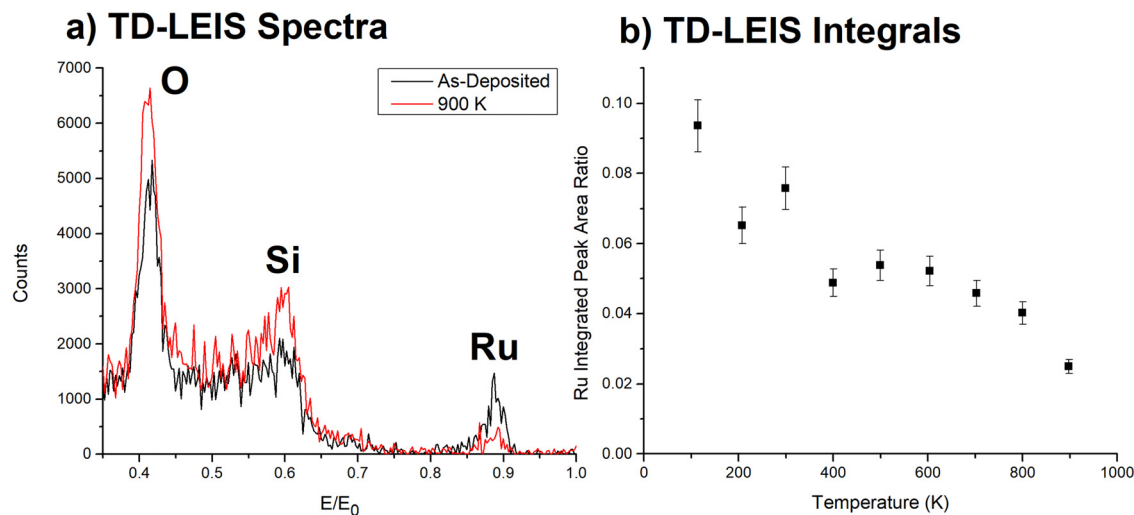 a) TD-LEIS Spectra
7000
6000
5000
4000
3000
2000
1000
0
Counts
O
Si
Ru
As-Deposited
900 K
0.4
0.5
0.6
0.7
0.8
0.9
1.0
E/E0
b) TD-LEIS Integrals
0.10
0.08
0.06
0.04
0.02
0.00
Ru Integrated Peak Area Ratio
0
200
400
600
800
1000
Temperature (K)